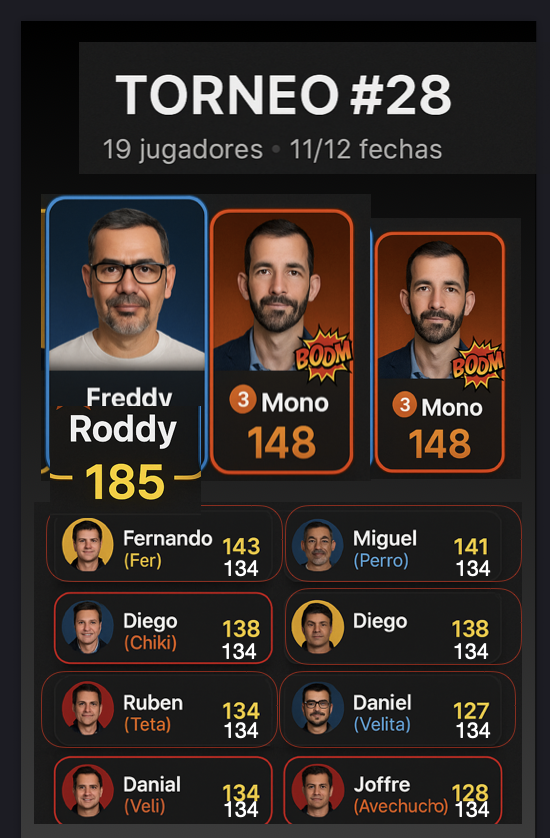 TORNEO #28
19 jugadores • 11/12 fechas
Freddy
Roddy
185
BOOM
3 Mono
148
BOOM
3 Mono
148
Fernando 143
(Fer) 134
Miguel 141
(Perro) 134
Diego 138
(Chiki) 134
Diego 138
134
Ruben 134
(Teta) 134
Daniel 127
(Velita) 134
Danial 134
(Veli) 134
Joffre 128
(Avechucho) 134